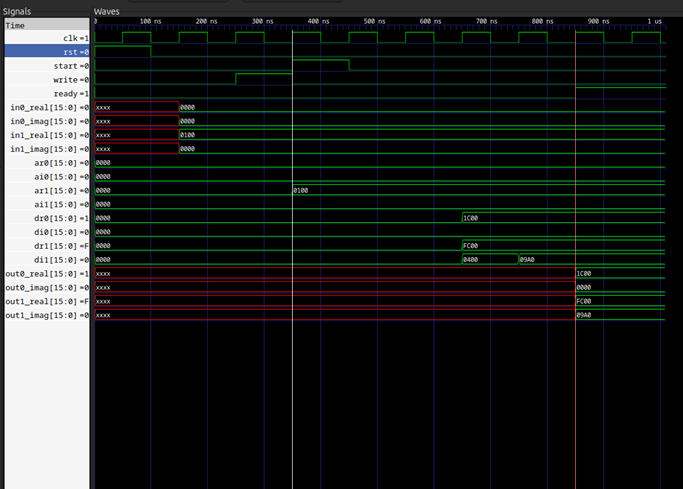 Signals
Waves
Time
0 100 ns 200 ns 300 ns 400 ns 500 ns 600 ns 700 ns 800 ns 900 ns 1 us
clk =1
rst =0
start =0
write =0
ready =1
in0_real[15:0] =0 xxxx 0000
in0_imag[15:0] =0 xxxx 0000
in1_real[15:0] =0 xxxx 0100
in1_imag[15:0] =0 xxxx 0000
ar0[15:0] =0 0000
ai0[15:0] =0 0000
ar1[15:0] =0 0000 0100
ai1[15:0] =0 0000
dr0[15:0] =1 0000 1C00
di0[15:0] =0 0000
dr1[15:0] =F 0000 FC00
di1[15:0] =0 0000 0400 09A0
out0_real[15:0] =1 xxxx 1C00
out0_imag[15:0] =0 xxxx 0000
out1_real[15:0] =F xxxx FC00
out1_imag[15:0] =0 xxxx 09A0